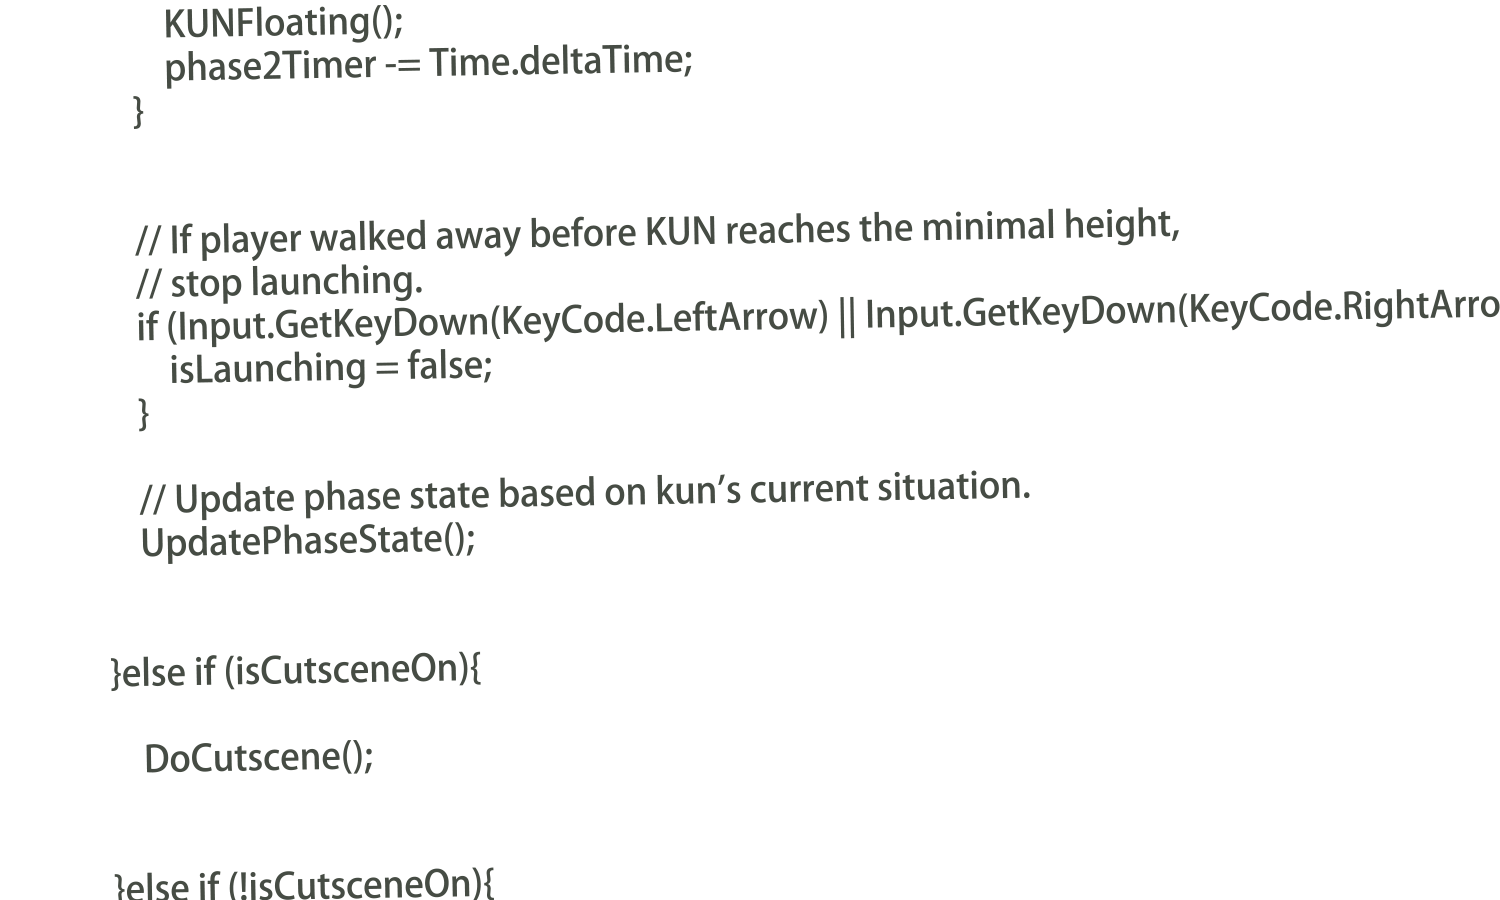 KUNFloating();
phase2Timer -= Time.deltaTime;
}
// If player walked away before KUN reaches the minimal height,
// stop launching.
if (Input.GetKeyDown(KeyCode.LeftArrow) || Input.GetKeyDown(KeyCode.RightArro
isLaunching = false;
}
// Update phase state based on kun’s current situation.
UpdatePhaseState();
}else if (isCutsceneOn){
DoCutscene();
}else if (!isCutsceneOn){